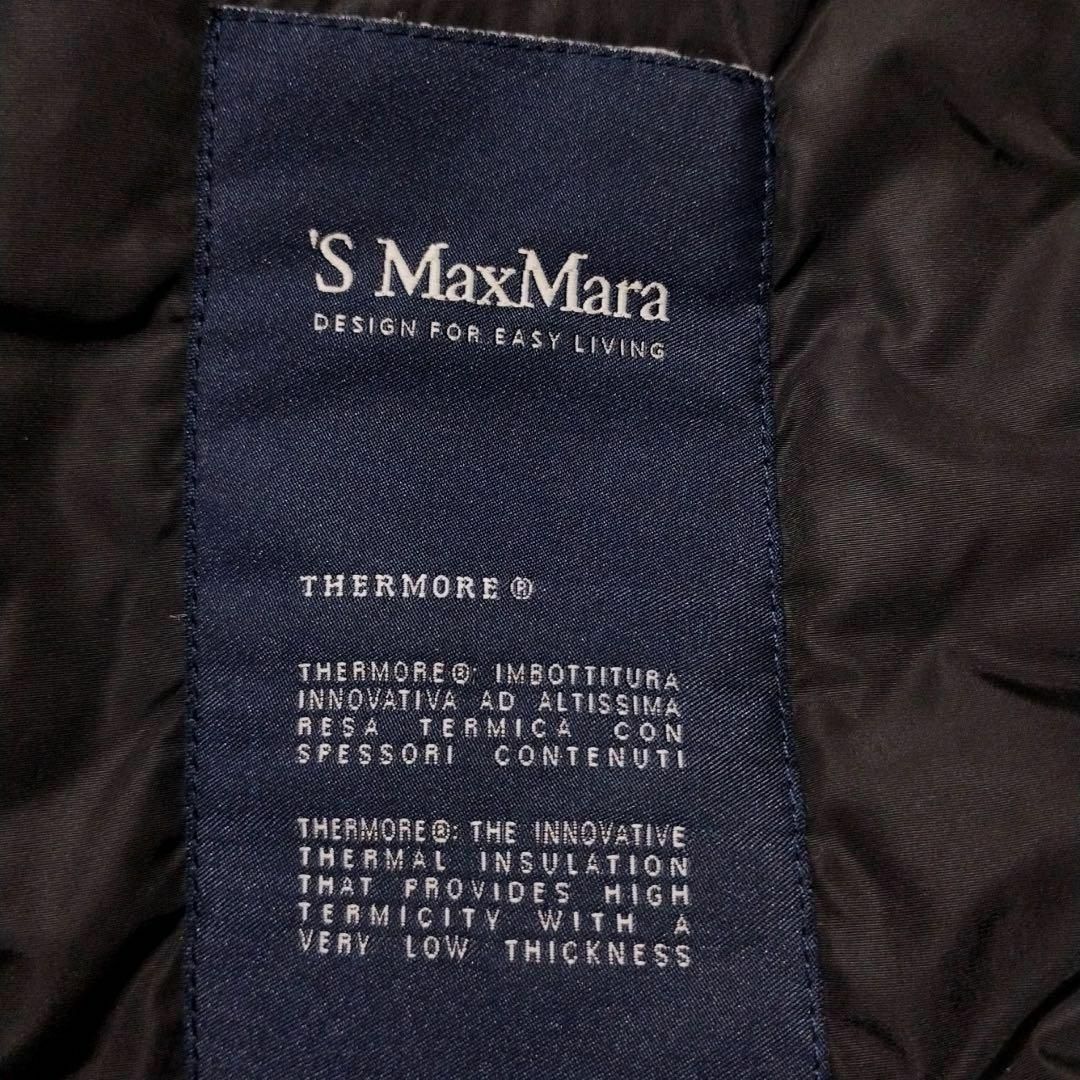 'S MaxMara
DESIGN FOR EASY LIVING
THERMORE ®
THERMORE®: IMBOTTITURA
INNOVATIVA AD ALTISSIMA
RESA TERMICA CON
SPESSORI CONTENUTI
THERMORE®: THE INNOVATIVE
THERMAL INSULATION
THAT PROVIDES HIGH
TERMICITY WITH A
VERY LOW THICKNESS